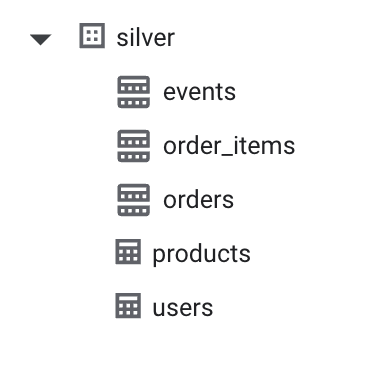 silver
events
order_items
orders
products
users